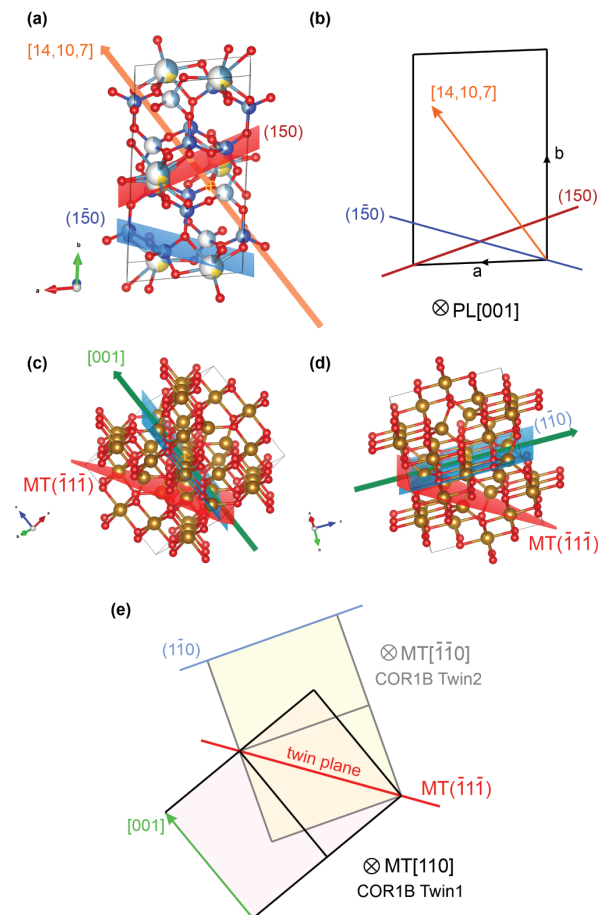 (a)
[14,10,7]
(150)
(15̄0)
b
a
(b)
[14,10,7]
b
(150)
(15̄0)
a
⊗ PL[001]
(c)
[001]
MT(1̄11̄)
(d)
(11̄0)
MT(1̄11̄)
(e)
(11̄0)
⊗ MT[1̄1̄0]
COR1B Twin2
twin plane
MT(1̄11̄)
[001]
⊗ MT[110]
COR1B Twin1